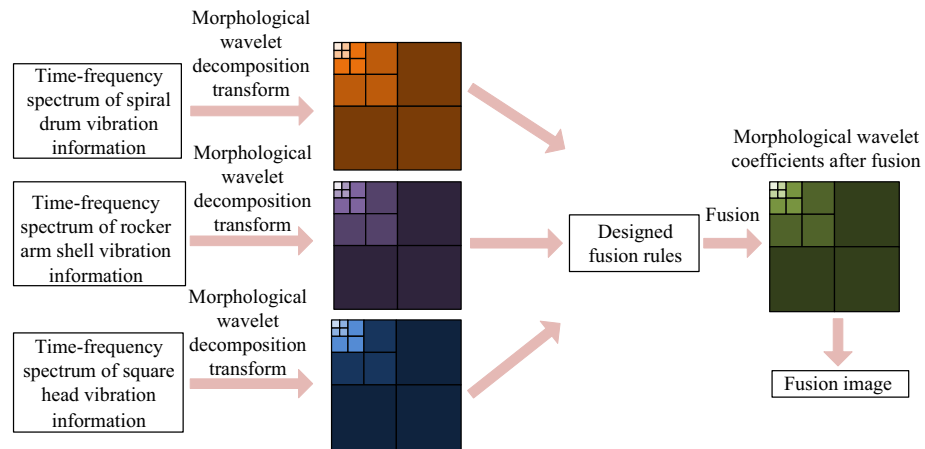 Time-frequency
spectrum of spiral
drum vibration
information
Morphological
wavelet
decomposition
transform
Time-frequency
spectrum of rocker
arm shell vibration
information
Morphological
wavelet
decomposition
transform
Time-frequency
spectrum of square
head vibration
information
Morphological
wavelet
decomposition
transform
Designed
fusion rules
Fusion
Morphological wavelet
coefficients after fusion
Fusion image